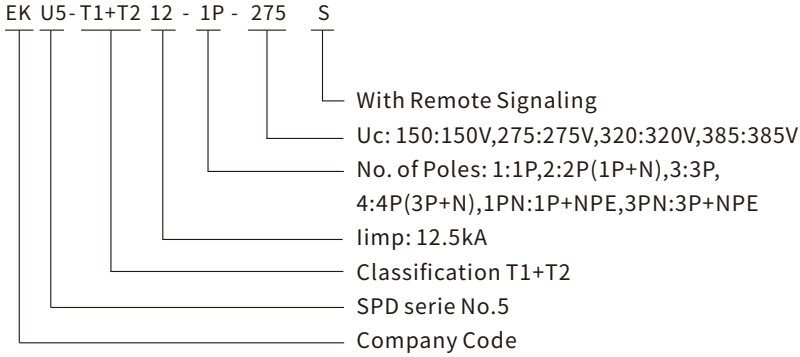 EK U5-T1+T2 12 - 1P - 275 S
With Remote Signaling
Uc: 150:150V,275:275V,320:320V,385:385V
No. of Poles: 1:1P,2:2P(1P+N),3:3P,
4:4P(3P+N),1PN:1P+NPE,3PN:3P+NPE
Iimp: 12.5kA
Classification T1+T2
SPD serie No.5
Company Code